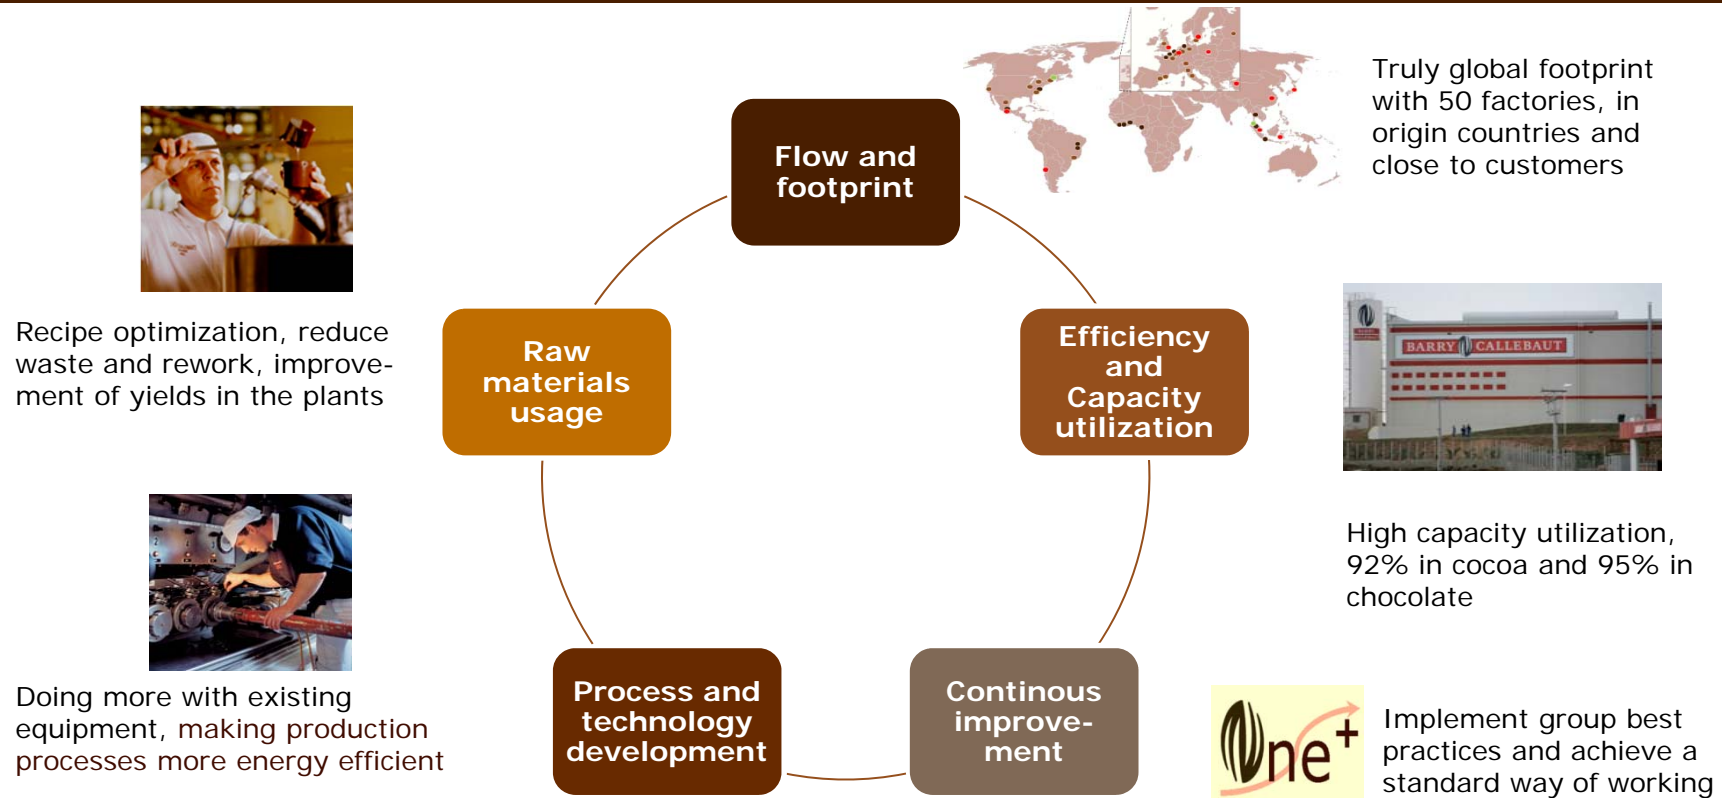 Truly global footprint
with 50 factories, in
origin countries and
close to customers
Flow and
footprint
Recipe optimization, reduce
waste and rework, improve-
ment of yields in the plants
Raw
materials
usage
Efficiency
and
Capacity
utilization
BARRY CALLEBAUT
High capacity utilization,
92% in cocoa and 95% in
chocolate
Doing more with existing
equipment, making production
processes more energy efficient
Process and
technology
development
Continous
improve-
ment
One+
Implement group best
practices and achieve a
standard way of working